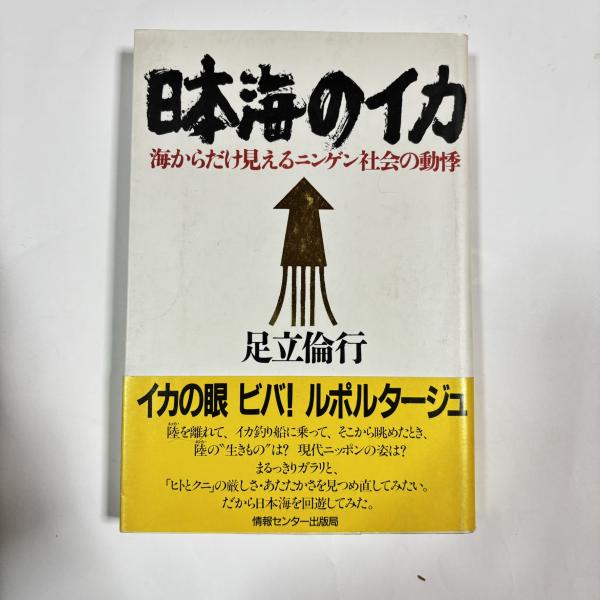 日本海のイカ
海からだけ見えるニンゲン社会の動悸
足立倫行
イカの眼 ビバ! ルポルタージュ
陸を離れて、イカ釣り船に乗って、そこから眺めたとき、
陸の〝生きもの〟は? 現代ニッポンの姿は?
まるっきりガラリと、
「ヒトとクニ」の厳しさ・あたたかさを見つめ直してみたい。
だから日本海を回遊してみた。
情報センター出版局